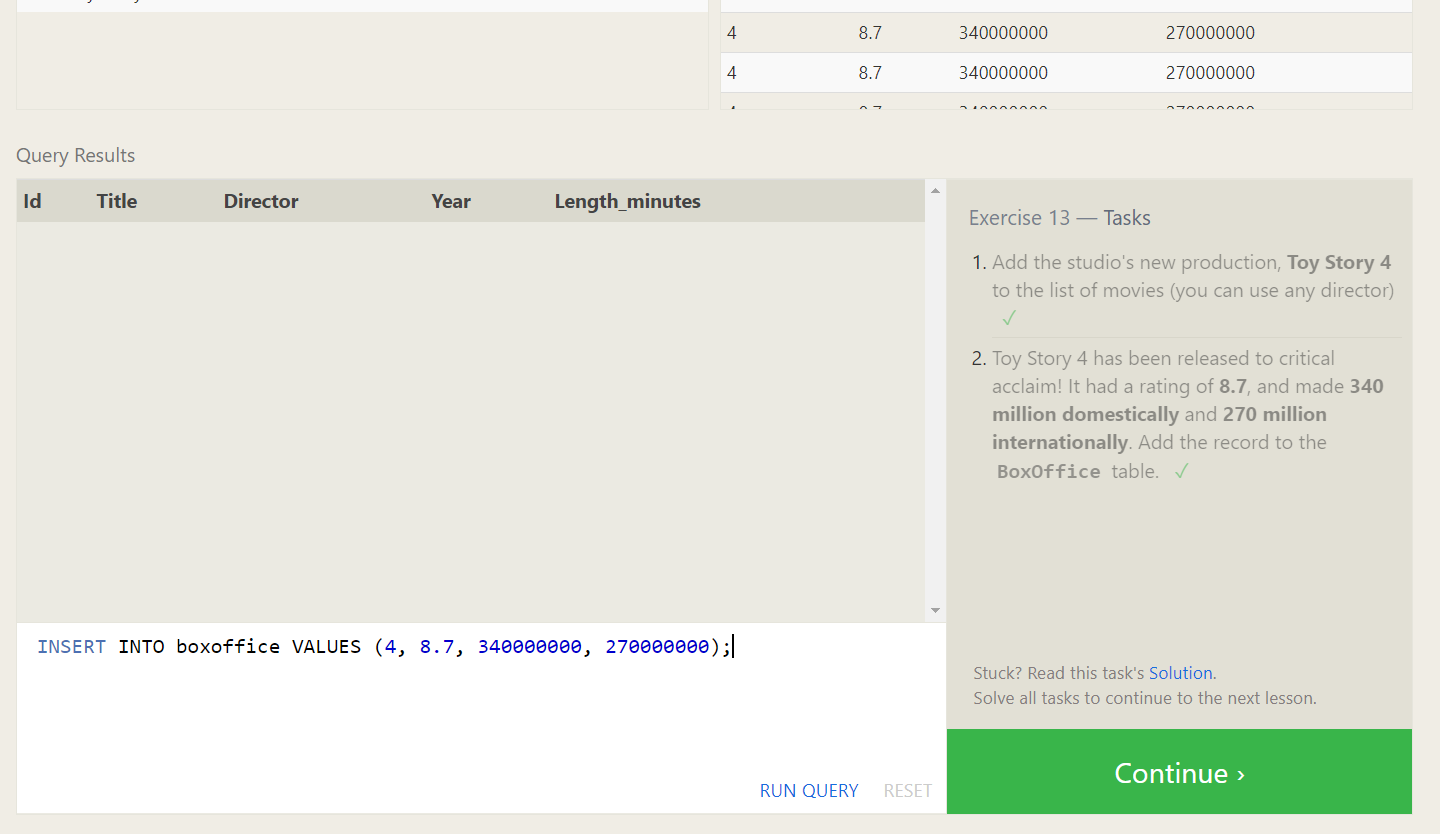 4 8.7 340000000 270000000
4 8.7 340000000 270000000
4 8.7 340000000 270000000
Query Results
Id Title Director Year Length_minutes
Exercise 13 — Tasks
1. Add the studio's new production, Toy Story 4
to the list of movies (you can use any director)
✓
2. Toy Story 4 has been released to critical
acclaim! It had a rating of 8.7, and made 340
million domestically and 270 million
internationally. Add the record to the
BoxOffice table. ✓
INSERT INTO boxoffice VALUES (4, 8.7, 340000000, 270000000);
Stuck? Read this task's Solution.
Solve all tasks to continue to the next lesson.
RUN QUERY RESET
Continue ›